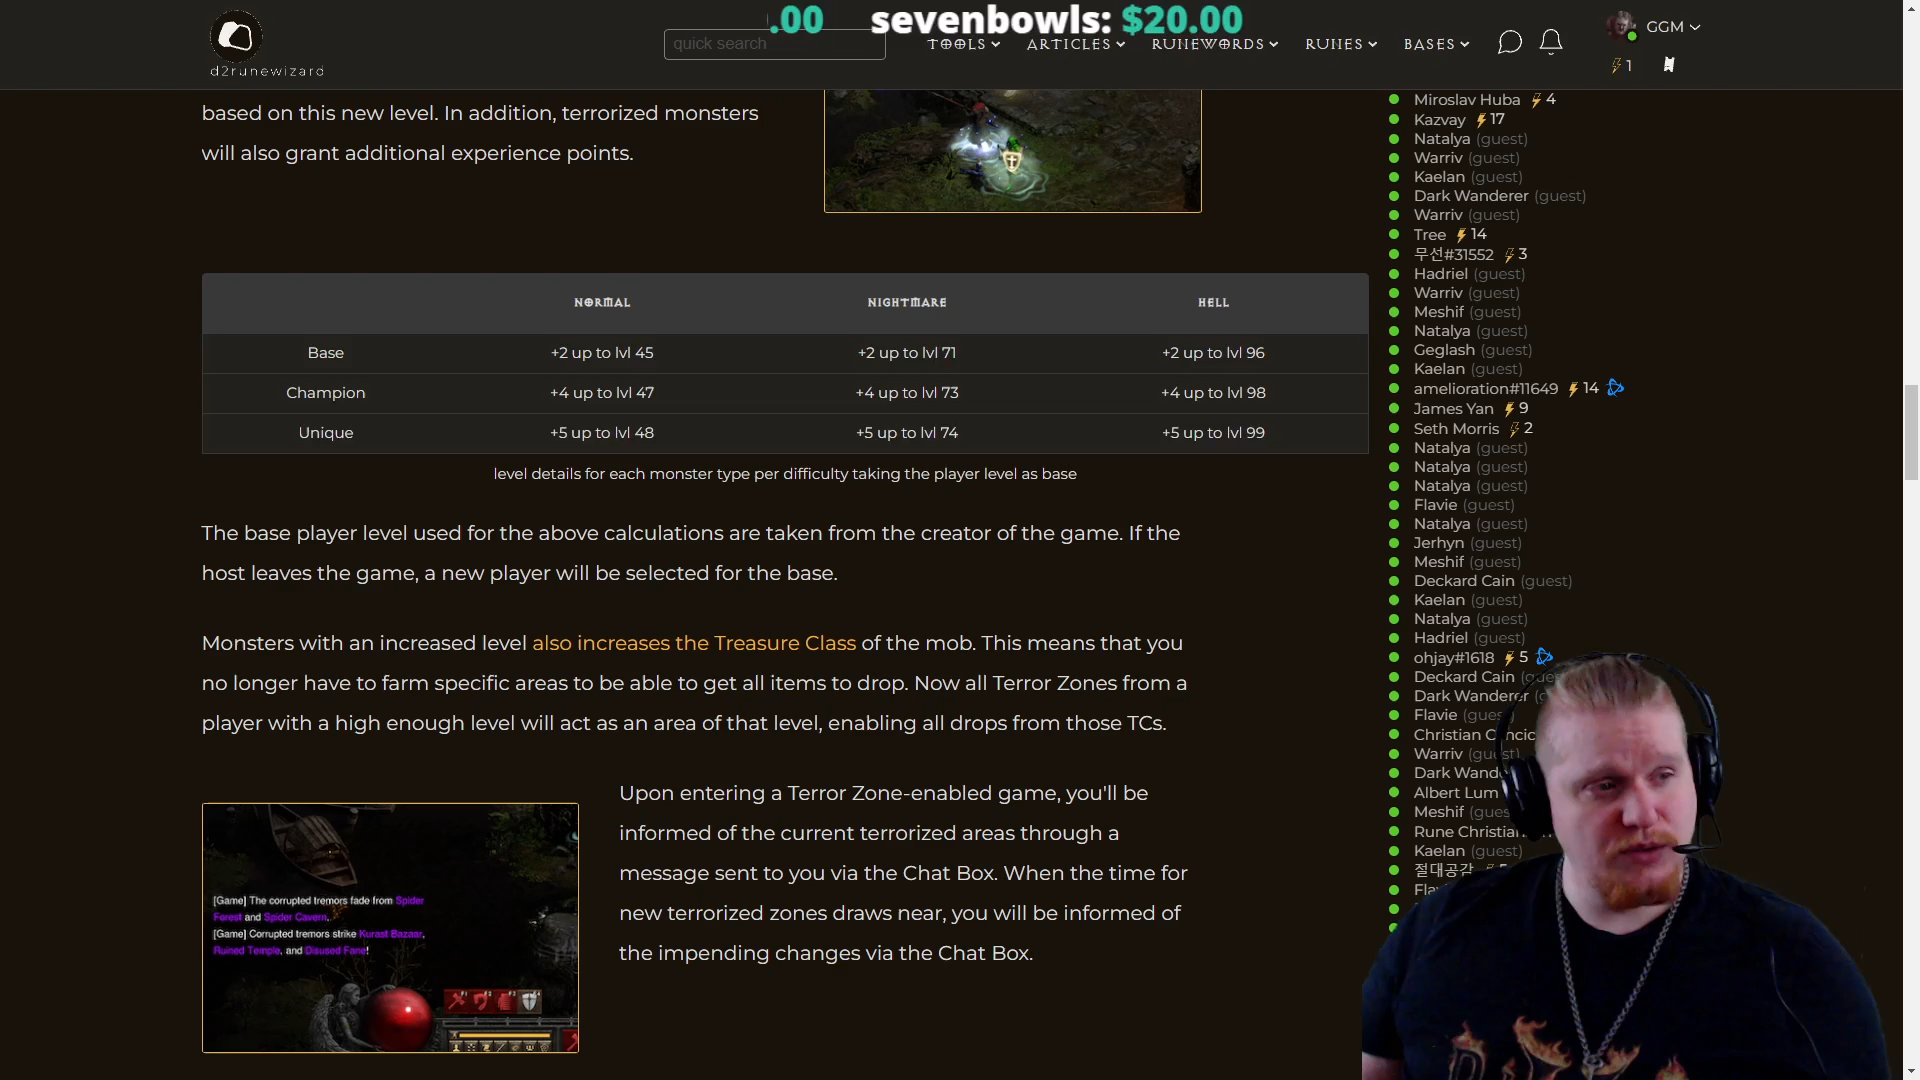 .00 sevenbowls: $20.00
d2runewizard
quick search
TOOLS
ARTICLES
RUNEWORDS
RUNES
BASES
GGM
1
based on this new level. In addition, terrorized monsters
will also grant additional experience points.
NORMAL NIGHTMARE HELL
Base +2 up to lvl 45 +2 up to lvl 71 +2 up to lvl 96
Champion +4 up to lvl 47 +4 up to lvl 73 +4 up to lvl 98
Unique +5 up to lvl 48 +5 up to lvl 74 +5 up to lvl 99
level details for each monster type per difficulty taking the player level as base
The base player level used for the above calculations are taken from the creator of the game. If the
host leaves the game, a new player will be selected for the base.
Monsters with an increased level also increases the Treasure Class of the mob. This means that you
no longer have to farm specific areas to be able to get all items to drop. Now all Terror Zones from a
player with a high enough level will act as an area of that level, enabling all drops from those TCs.
[Game] The corrupted tremors fade from Spider
Forest and Spider Cavern.
[Game] Corrupted tremors strike Kurast Bazaar,
Ruined Temple, and Disused Fane!
Upon entering a Terror Zone-enabled game, you'll be
informed of the current terrorized areas through a
message sent to you via the Chat Box. When the time for
new terrorized zones draws near, you will be informed of
the impending changes via the Chat Box.
Miroslav Huba 4
Kazvay 17
Natalya (guest)
Warriv (guest)
Kaelan (guest)
Dark Wanderer (guest)
Warriv (guest)
Tree 14
무선#31552 3
Hadriel (guest)
Warriv (guest)
Meshif (guest)
Natalya (guest)
Geglash (guest)
Kaelan (guest)
amelioration#11649 14
James Yan 9
Seth Morris 2
Natalya (guest)
Natalya (guest)
Natalya (guest)
Flavie (guest)
Natalya (guest)
Jerhyn (guest)
Meshif (guest)
Deckard Cain (guest)
Kaelan (guest)
Natalya (guest)
Hadriel (guest)
ohjay#1618 5
Deckard Cain
Dark Wanderer
Flavie
Christian
Warriv
Dark
Albert Lum
Meshif
Rune Christian
Kaelan (guest)
절대공감